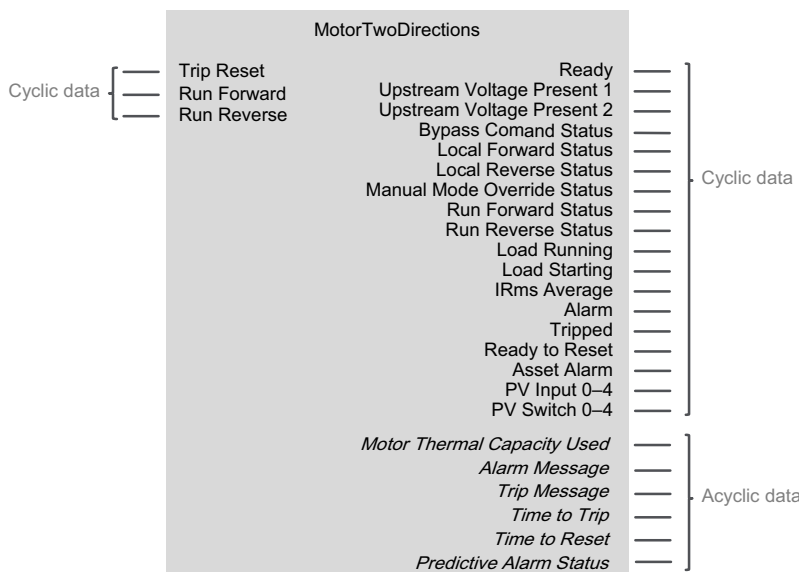 MotorTwoDirections
Cyclic data
Trip Reset
Run Forward
Run Reverse
Ready
Upstream Voltage Present 1
Upstream Voltage Present 2
Bypass Comand Status
Local Forward Status
Local Reverse Status
Manual Mode Override Status
Run Forward Status
Run Reverse Status
Load Running
Load Starting
IRms Average
Alarm
Tripped
Ready to Reset
Asset Alarm
PV Input 0–4
PV Switch 0–4
Cyclic data
Motor Thermal Capacity Used
Alarm Message
Trip Message
Time to Trip
Time to Reset
Predictive Alarm Status
Acyclic data